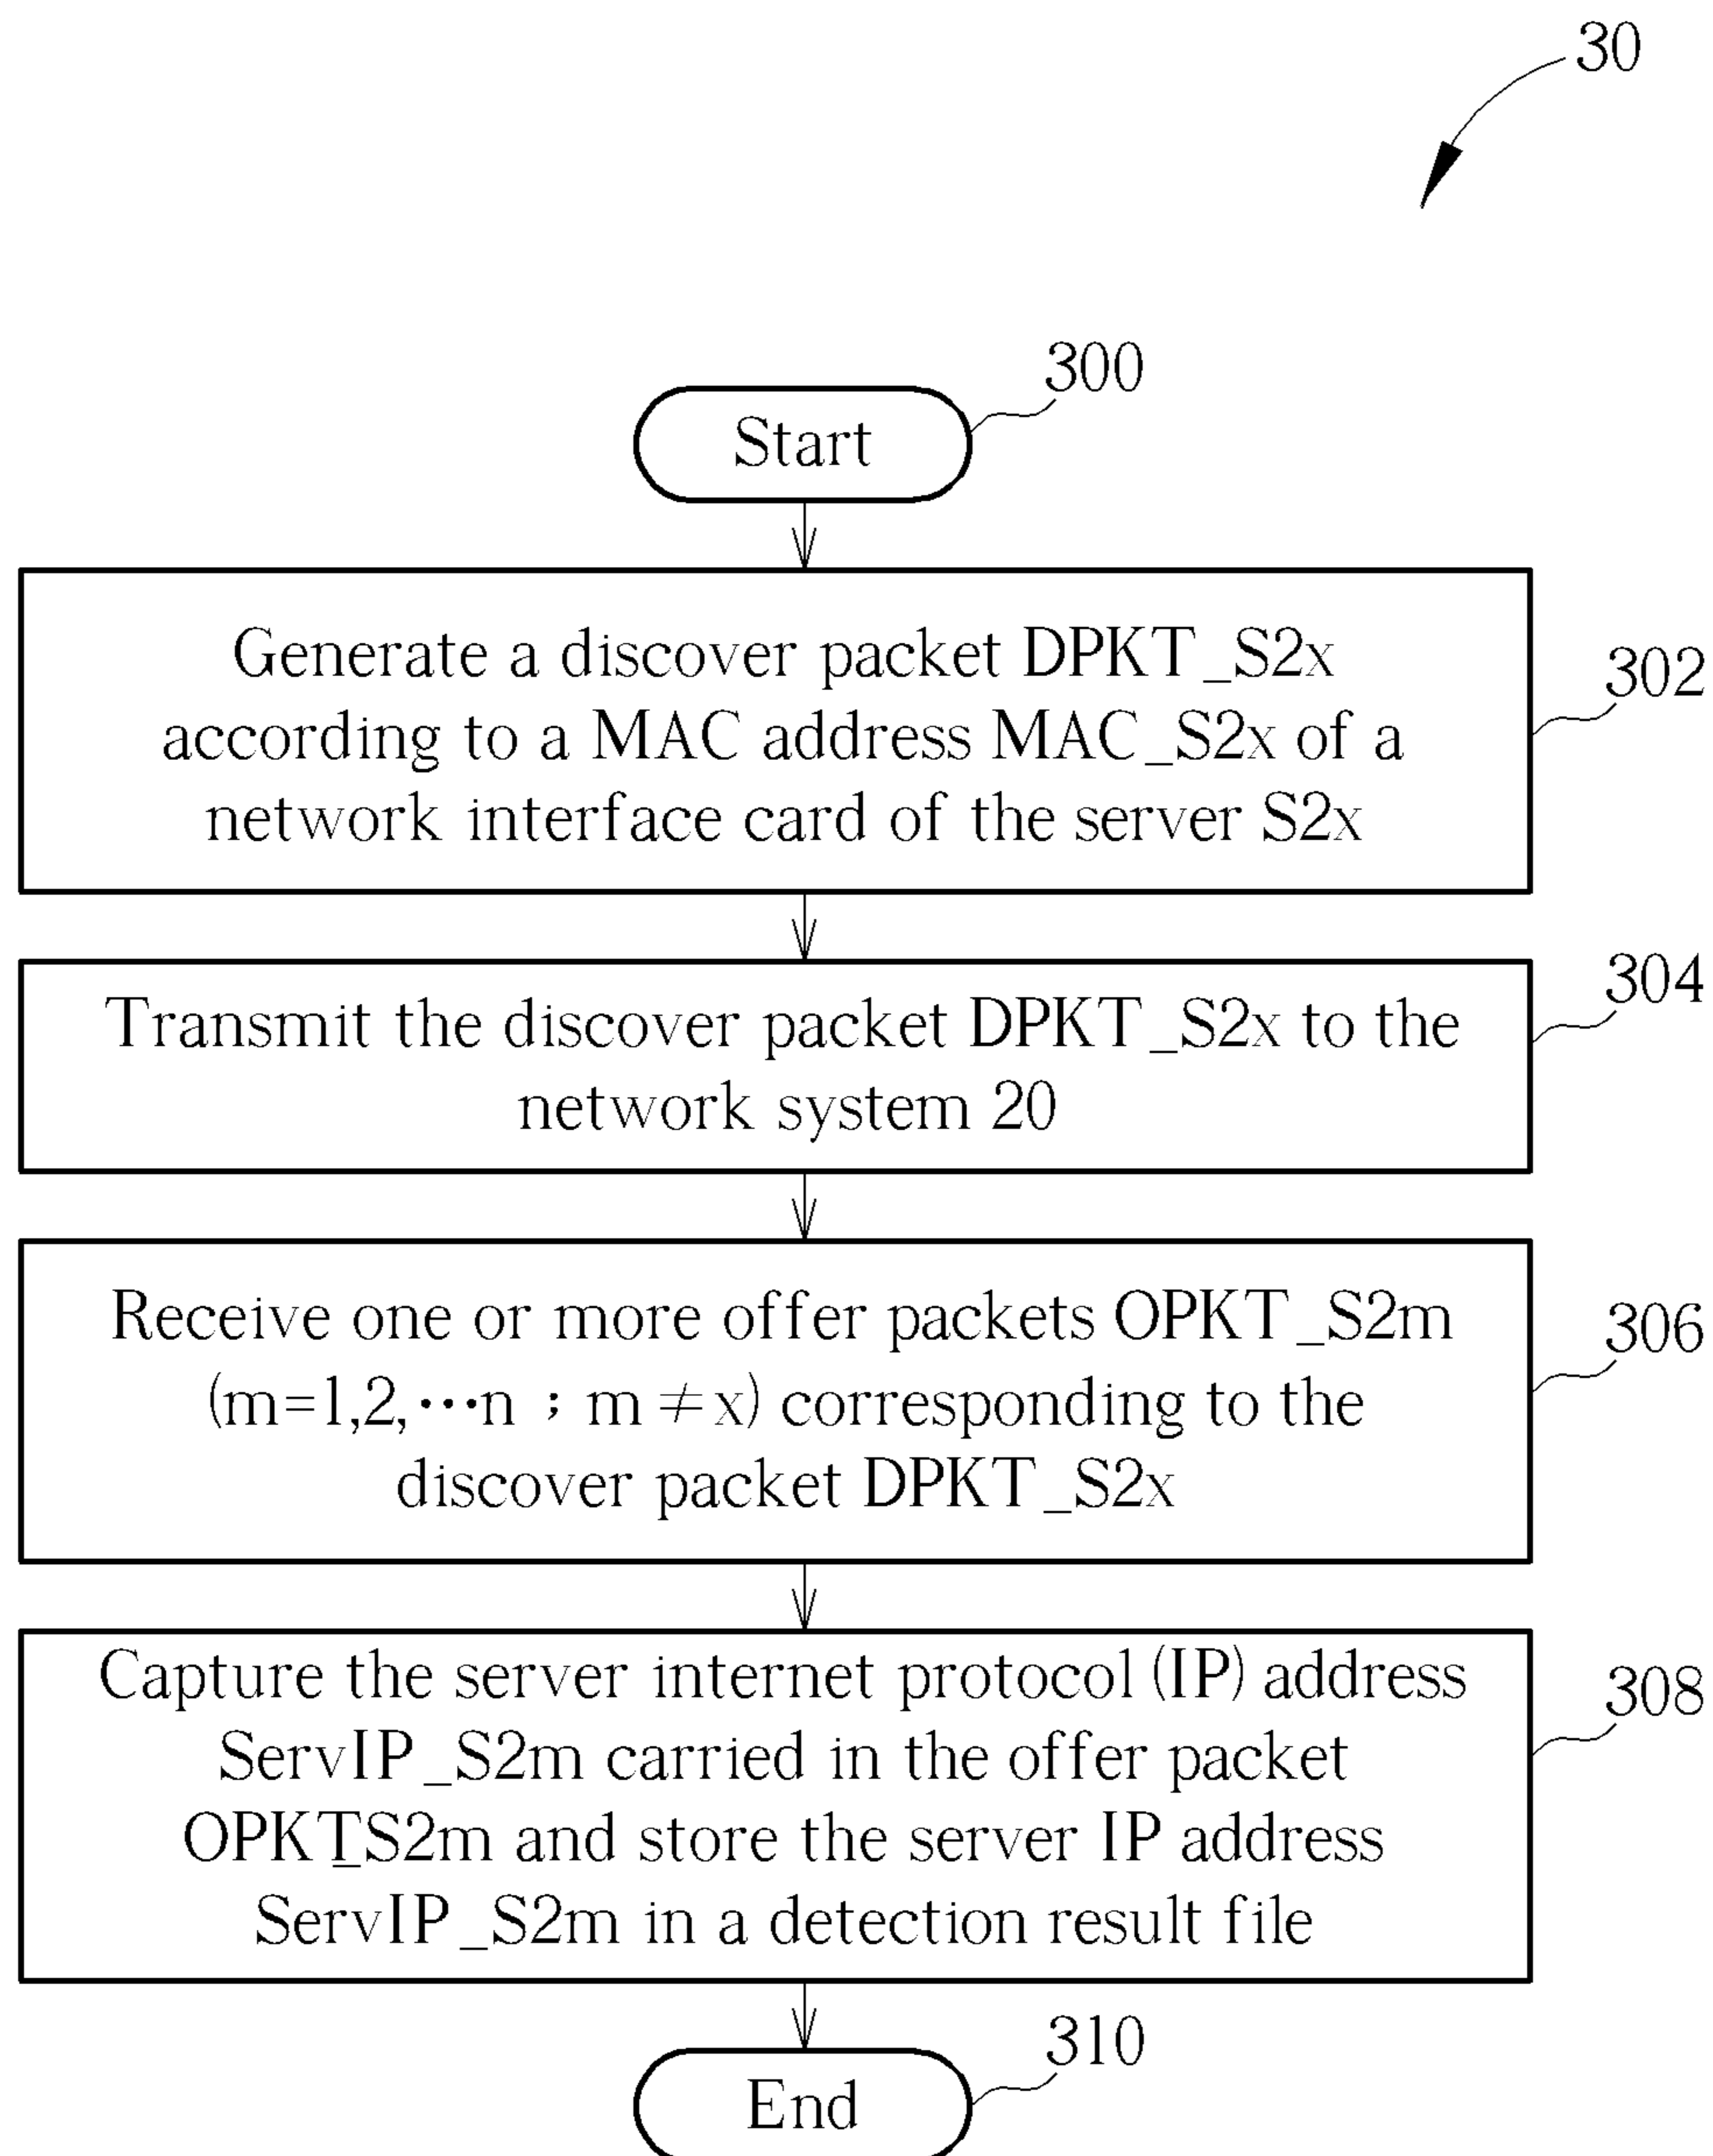 30
300
Start
Generate a discover packet DPKT_S2x
according to a MAC address MAC_S2x of a
network interface card of the server S2x
302
Transmit the discover packet DPKT_S2x to the
network system 20
304
Receive one or more offer packets OPKT_S2m
(m=1,2,⋯n ; m≠x) corresponding to the
discover packet DPKT_S2x
306
Capture the server internet protocol (IP) address
ServIP_S2m carried in the offer packet
OPKT_S2m and store the server IP address
ServIP_S2m in a detection result file
308
310
End